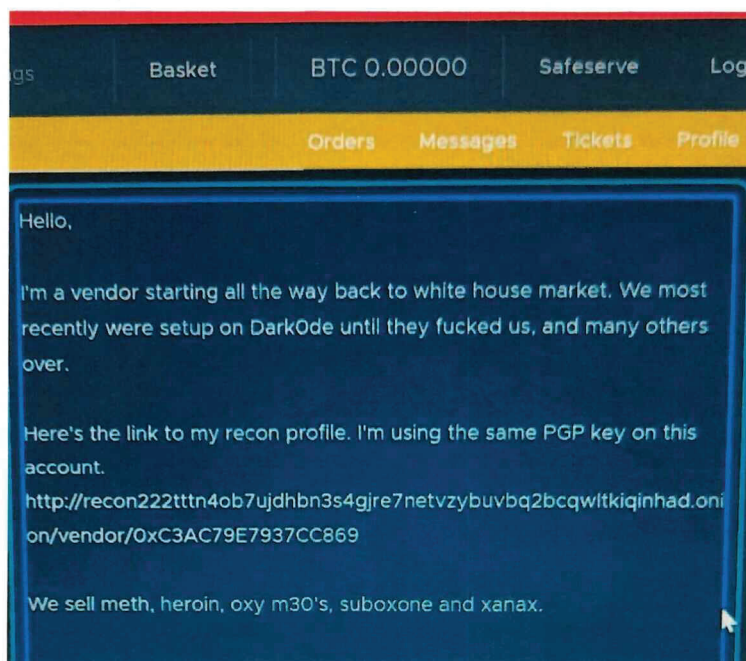 Basket BTC 0.00000 Safeserve Log
Orders Messages Tickets Profile
Hello,
I'm a vendor starting all the way back to white house market. We most
recently were setup on Dark0de until they fucked us, and many others
over.
Here's the link to my recon profile. I'm using the same PGP key on this
account.
http://recon222tttn4ob7ujdhbn3s4gjre7netvzybuvbq2bcqwltkiqinhad.oni
on/vendor/0xC3AC79E7937CC869
We sell meth, heroin, oxy m30's, suboxone and xanax.